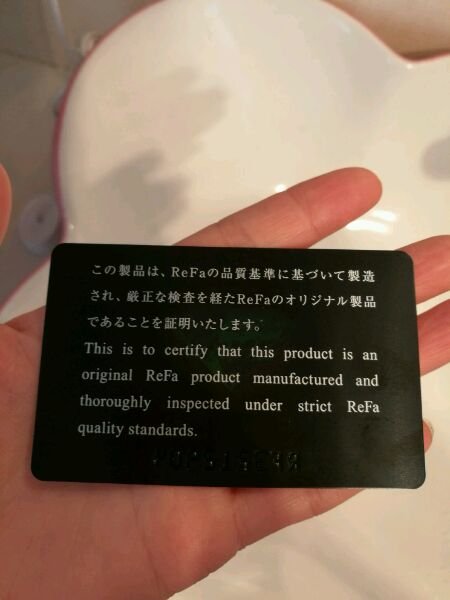 この製品は、ReFaの品質基準に基づいて製造
され、厳正な検査を経たReFaのオリジナル製品
であることを証明いたします。
This is to certify that this product is an
original ReFa product manufactured and
thoroughly inspected under strict ReFa
quality standards.